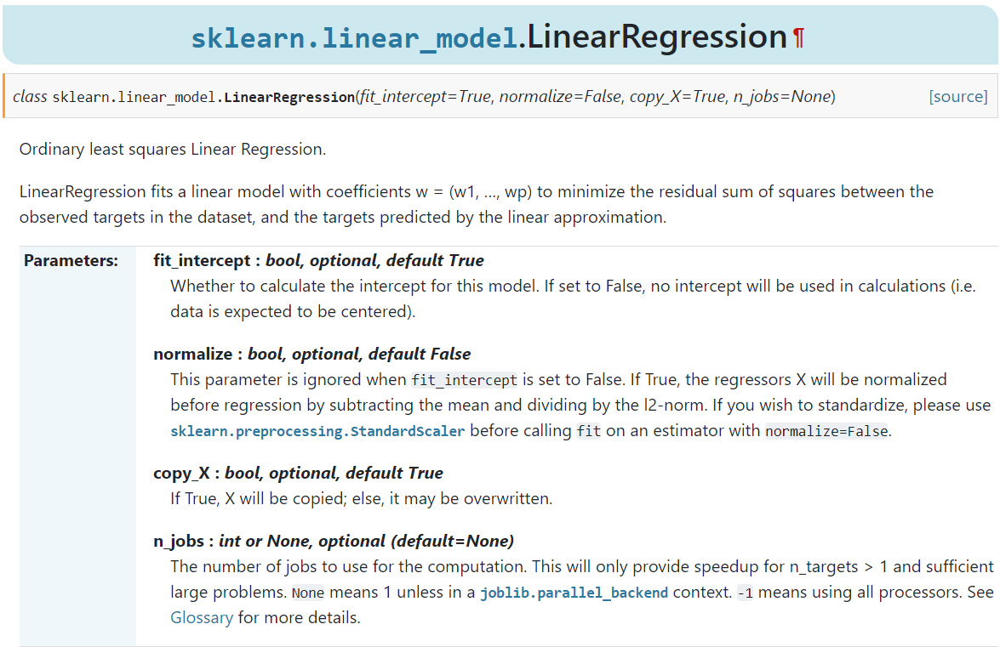 sklearn.linear_model.LinearRegression¶
class sklearn.linear_model.LinearRegression(fit_intercept=True, normalize=False, copy_X=True, n_jobs=None) [source]
Ordinary least squares Linear Regression.
LinearRegression fits a linear model with coefficients w = (w1, …, wp) to minimize the residual sum of squares between the
observed targets in the dataset, and the targets predicted by the linear approximation.
Parameters: fit_intercept : bool, optional, default True
Whether to calculate the intercept for this model. If set to False, no intercept will be used in calculations (i.e.
data is expected to be centered).
normalize : bool, optional, default False
This parameter is ignored when fit_intercept is set to False. If True, the regressors X will be normalized
before regression by subtracting the mean and dividing by the l2-norm. If you wish to standardize, please use
sklearn.preprocessing.StandardScaler before calling fit on an estimator with normalize=False.
copy_X : bool, optional, default True
If True, X will be copied; else, it may be overwritten.
n_jobs : int or None, optional (default=None)
The number of jobs to use for the computation. This will only provide speedup for n_targets > 1 and sufficient
large problems. None means 1 unless in a joblib.parallel_backend context. -1 means using all processors. See
Glossary for more details.